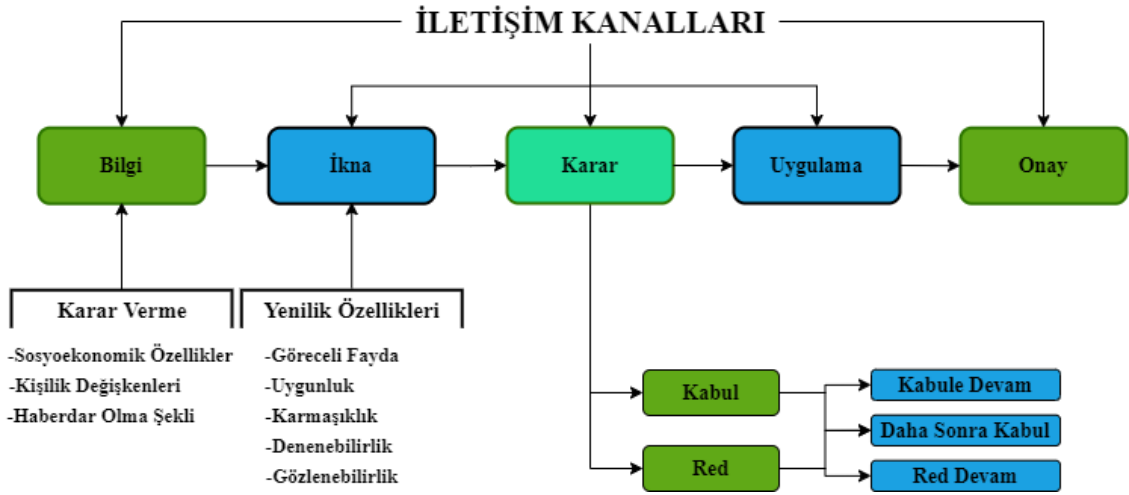 İLETİŞİM KANALLARI
Bilgi
İkna
Karar
Uygulama
Onay
Karar Verme
-Sosyoekonomik Özellikler
-Kişilik Değişkenleri
-Haberdar Olma Şekli
Yenilik Özellikleri
-Göreceli Fayda
-Uygunluk
-Karmaşıklık
-Denenebilirlik
-Gözlenebilirlik
Kabul
Red
Kabule Devam
Daha Sonra Kabul
Red Devam